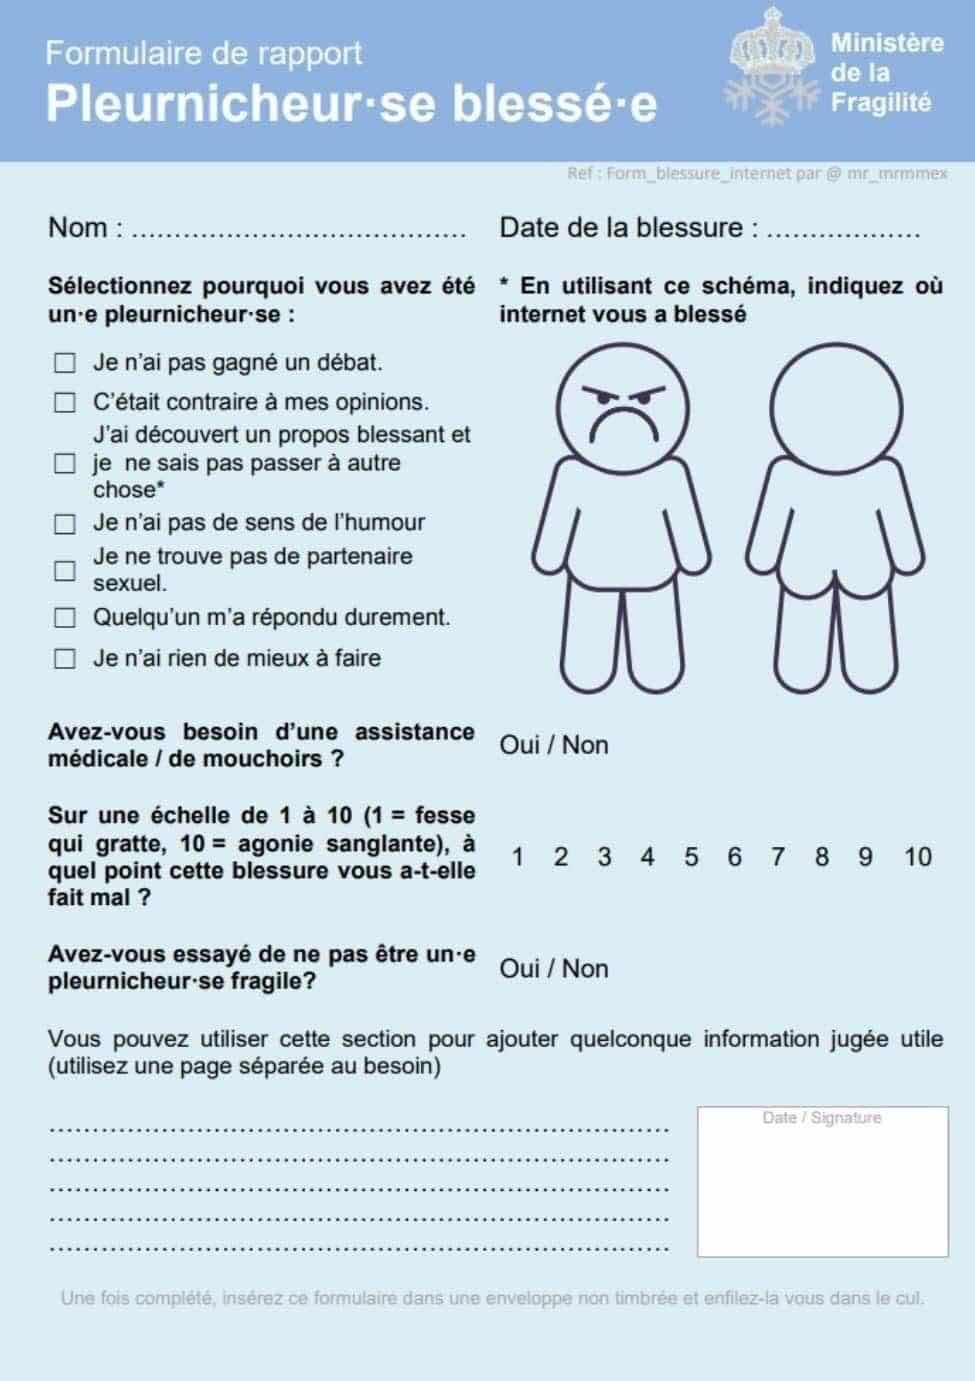 Formulaire de rapport
Pleurnicheur·se blessé·e
Ministère
de la
Fragilité
Ref : Form_blessure_internet par @ mr_mrmmex
Nom : ....................................... Date de la blessure : ..................
Sélectionnez pourquoi vous avez été
un·e pleurnicheur·se :
☐ Je n’ai pas gagné un débat.
☐ C’était contraire à mes opinions.
J’ai découvert un propos blessant et
☐ je ne sais pas passer à autre
chose*
☐ Je n’ai pas de sens de l’humour
☐ Je ne trouve pas de partenaire
sexuel.
☐ Quelqu’un m’a répondu durement.
☐ Je n’ai rien de mieux à faire
* En utilisant ce schéma, indiquez où
internet vous a blessé
Avez-vous besoin d’une assistance
médicale / de mouchoirs ?
Oui / Non
Sur une échelle de 1 à 10 (1 = fesse
qui gratte, 10 = agonie sanglante), à
quel point cette blessure vous a-t-elle
fait mal ?
1 2 3 4 5 6 7 8 9 10
Avez-vous essayé de ne pas être un·e
pleurnicheur·se fragile?
Oui / Non
Vous pouvez utiliser cette section pour ajouter quelconque information jugée utile
(utilisez une page séparée au besoin)
Date / Signature
Une fois complété, insérez ce formulaire dans une enveloppe non timbrée et enfilez-la vous dans le cul.